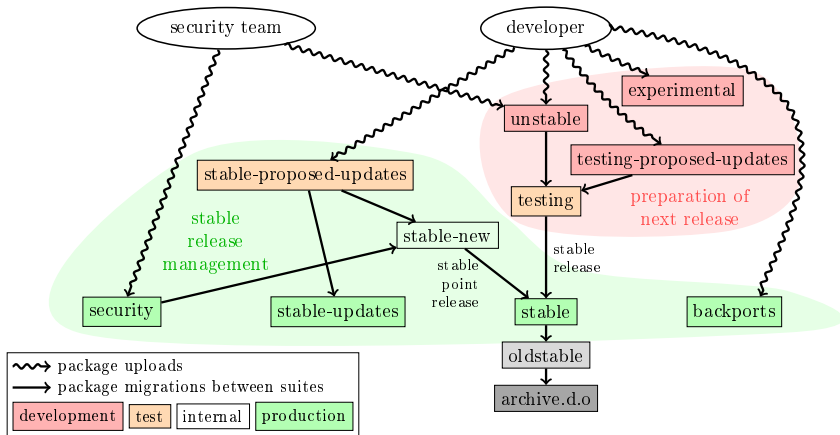 security team
developer
experimental
unstable
testing-proposed-updates
stable-proposed-updates
testing
preparation of
next release
stable
release
management
stable-new
stable
release
stable
point
release
security
stable-updates
stable
backports
oldstable
archive.d.o
package uploads
package migrations between suites
development
test
internal
production